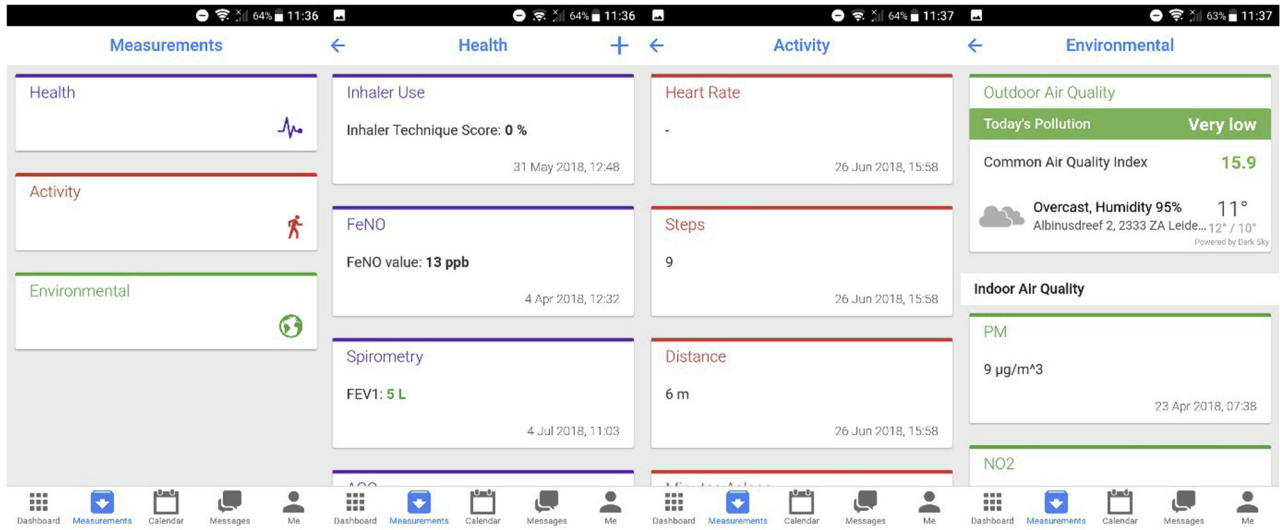 64% 11:36
Measurements
Health
Activity
Environmental
Dashboard Measurements Calendar Messages Me
64% 11:36
Health
Inhaler Use
Inhaler Technique Score: 0 %
31 May 2018, 12:48
FeNO
FeNO value: 13 ppb
4 Apr 2018, 12:32
Spirometry
FEV1: 5 L
4 Jul 2018, 11:03
Dashboard Measurements Calendar Messages Me
64% 11:37
Activity
Heart Rate
-
26 Jun 2018, 15:58
Steps
9
26 Jun 2018, 15:58
Distance
6 m
26 Jun 2018, 15:58
Minutes Asleep
Dashboard Measurements Calendar Messages Me
63% 11:37
Environmental
Outdoor Air Quality
Today's Pollution Very low
Common Air Quality Index 15.9
Overcast, Humidity 95% 11°
Albinusdreef 2, 2333 ZA Leide... 12° / 10°
Powered by Dark Sky
Indoor Air Quality
PM
9 µg/m^3
23 Apr 2018, 07:38
NO2
Dashboard Measurements Calendar Messages Me